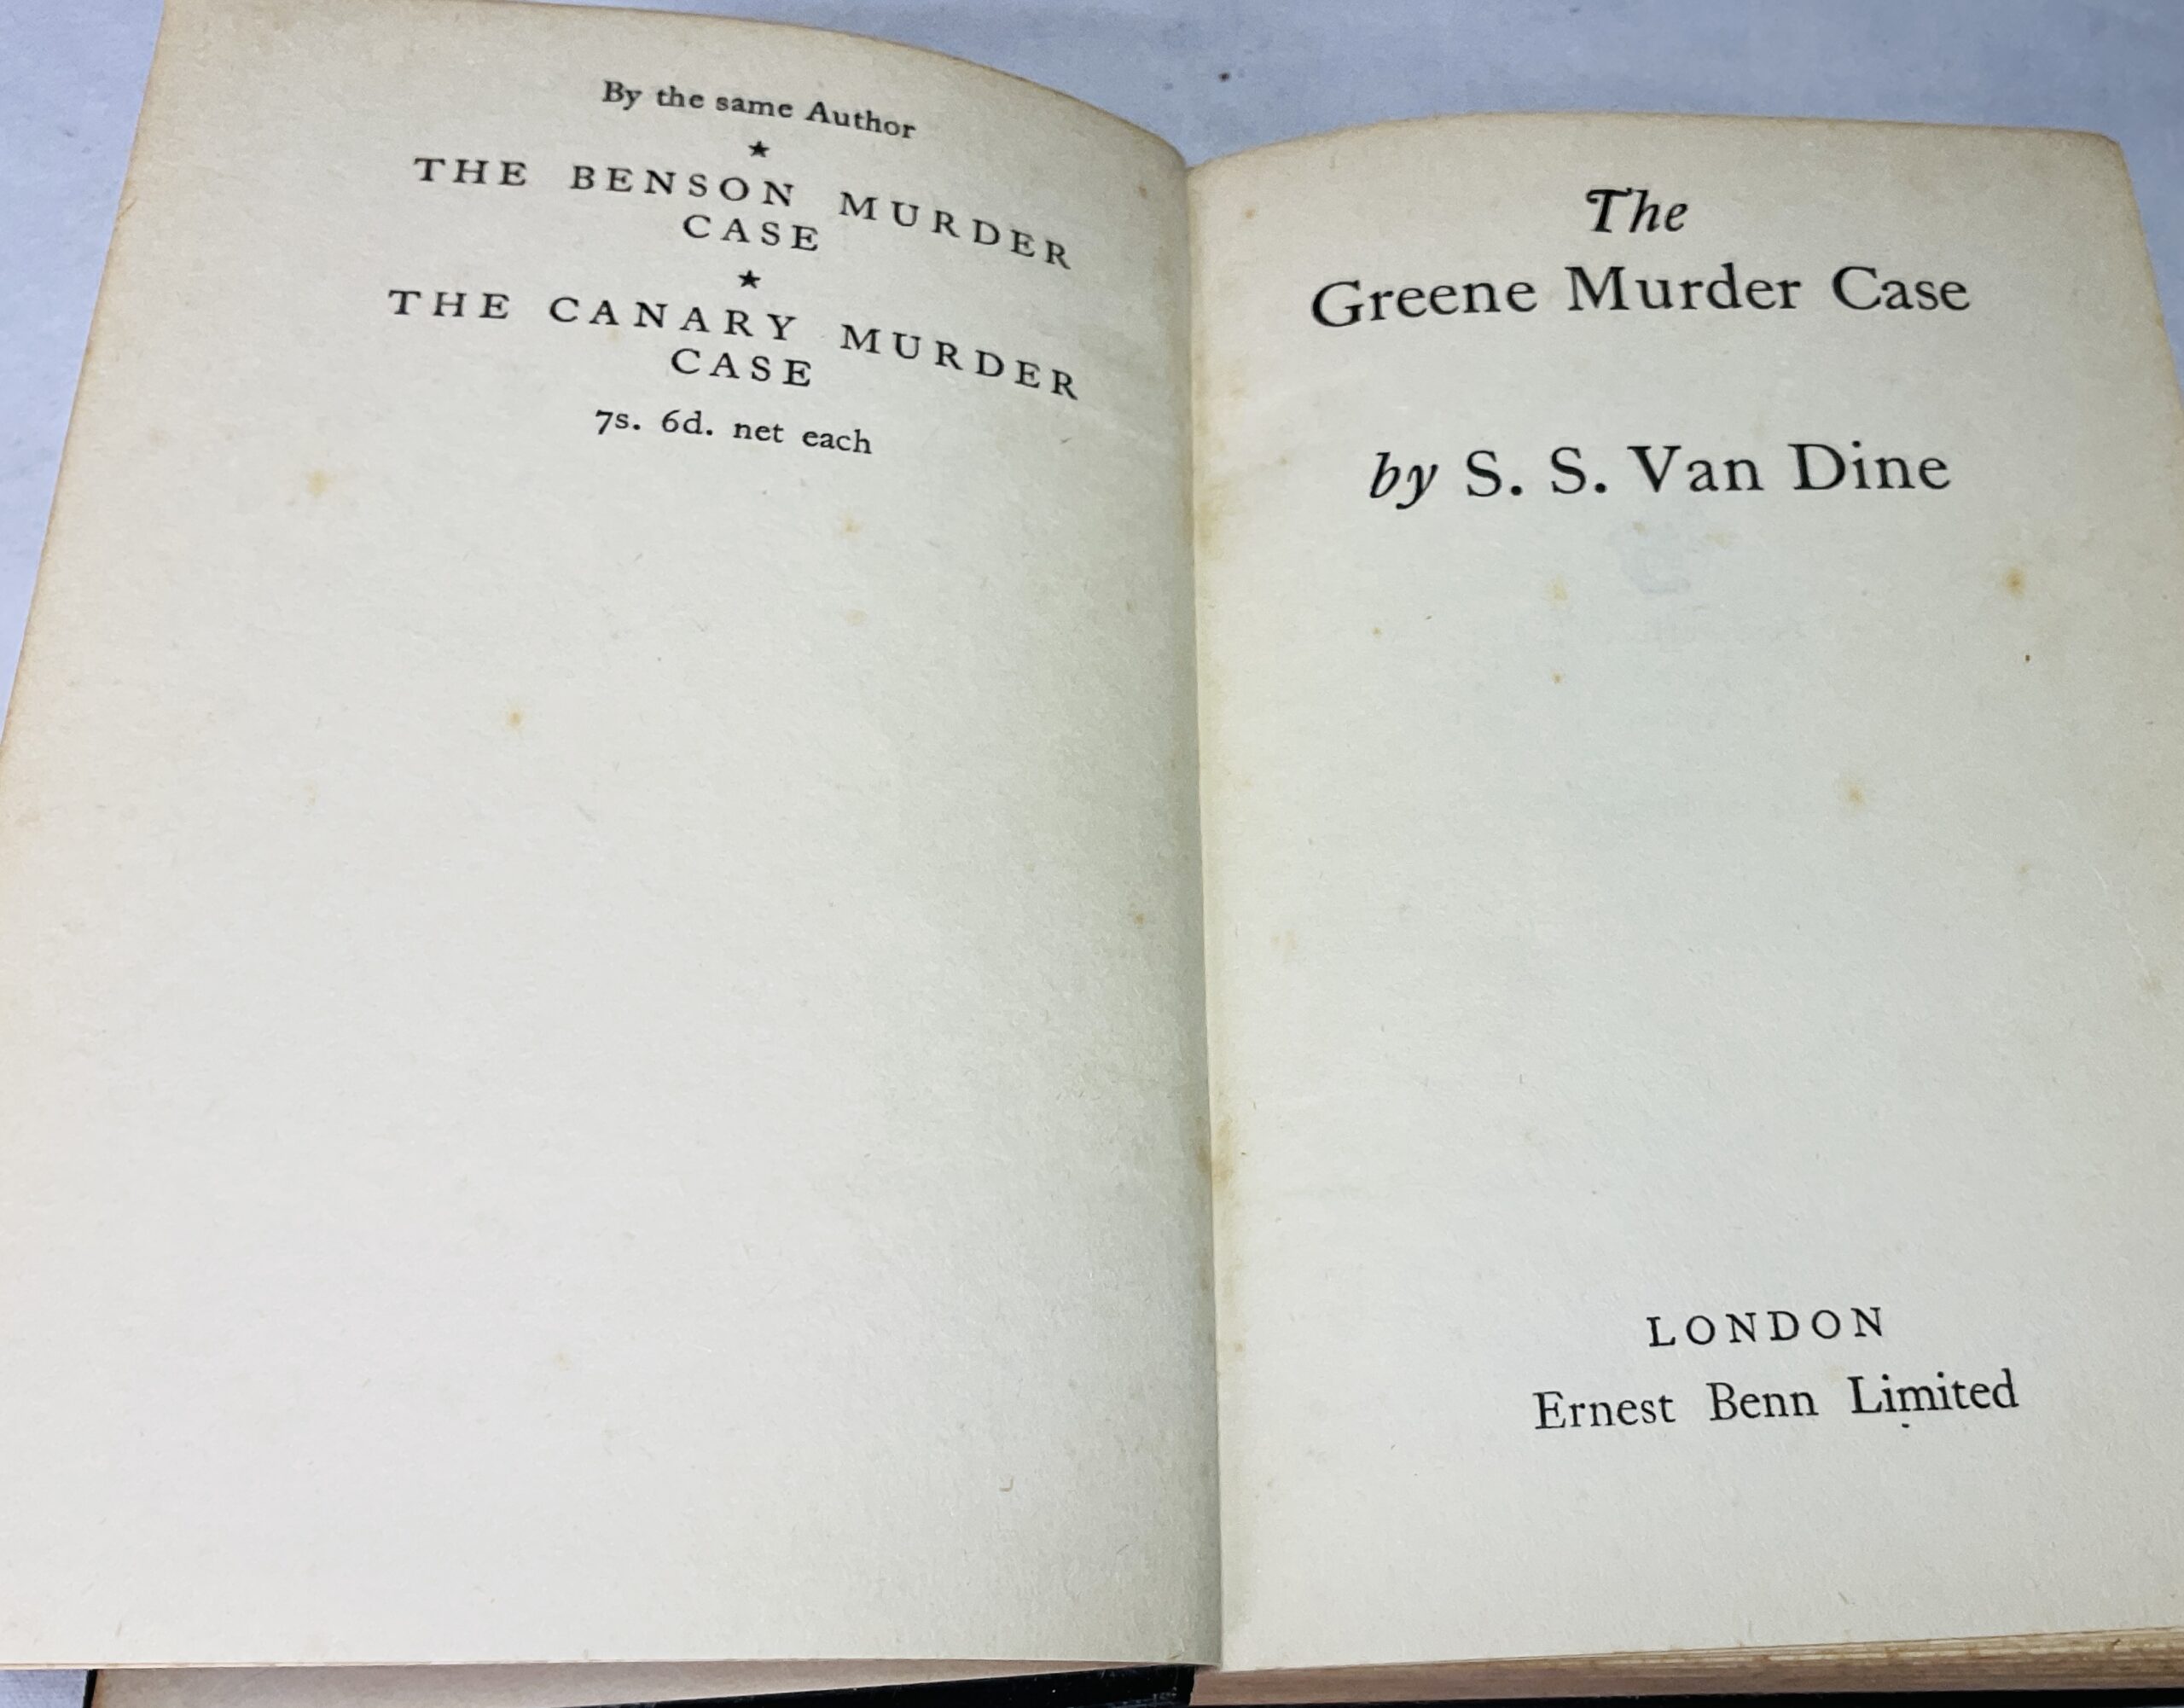 By the same Author
★
THE BENSON MURDER
CASE
★
THE CANARY MURDER
CASE
7s. 6d. net each
The
Greene Murder Case
by S. S. Van Dine
LONDON
Ernest Benn Limited